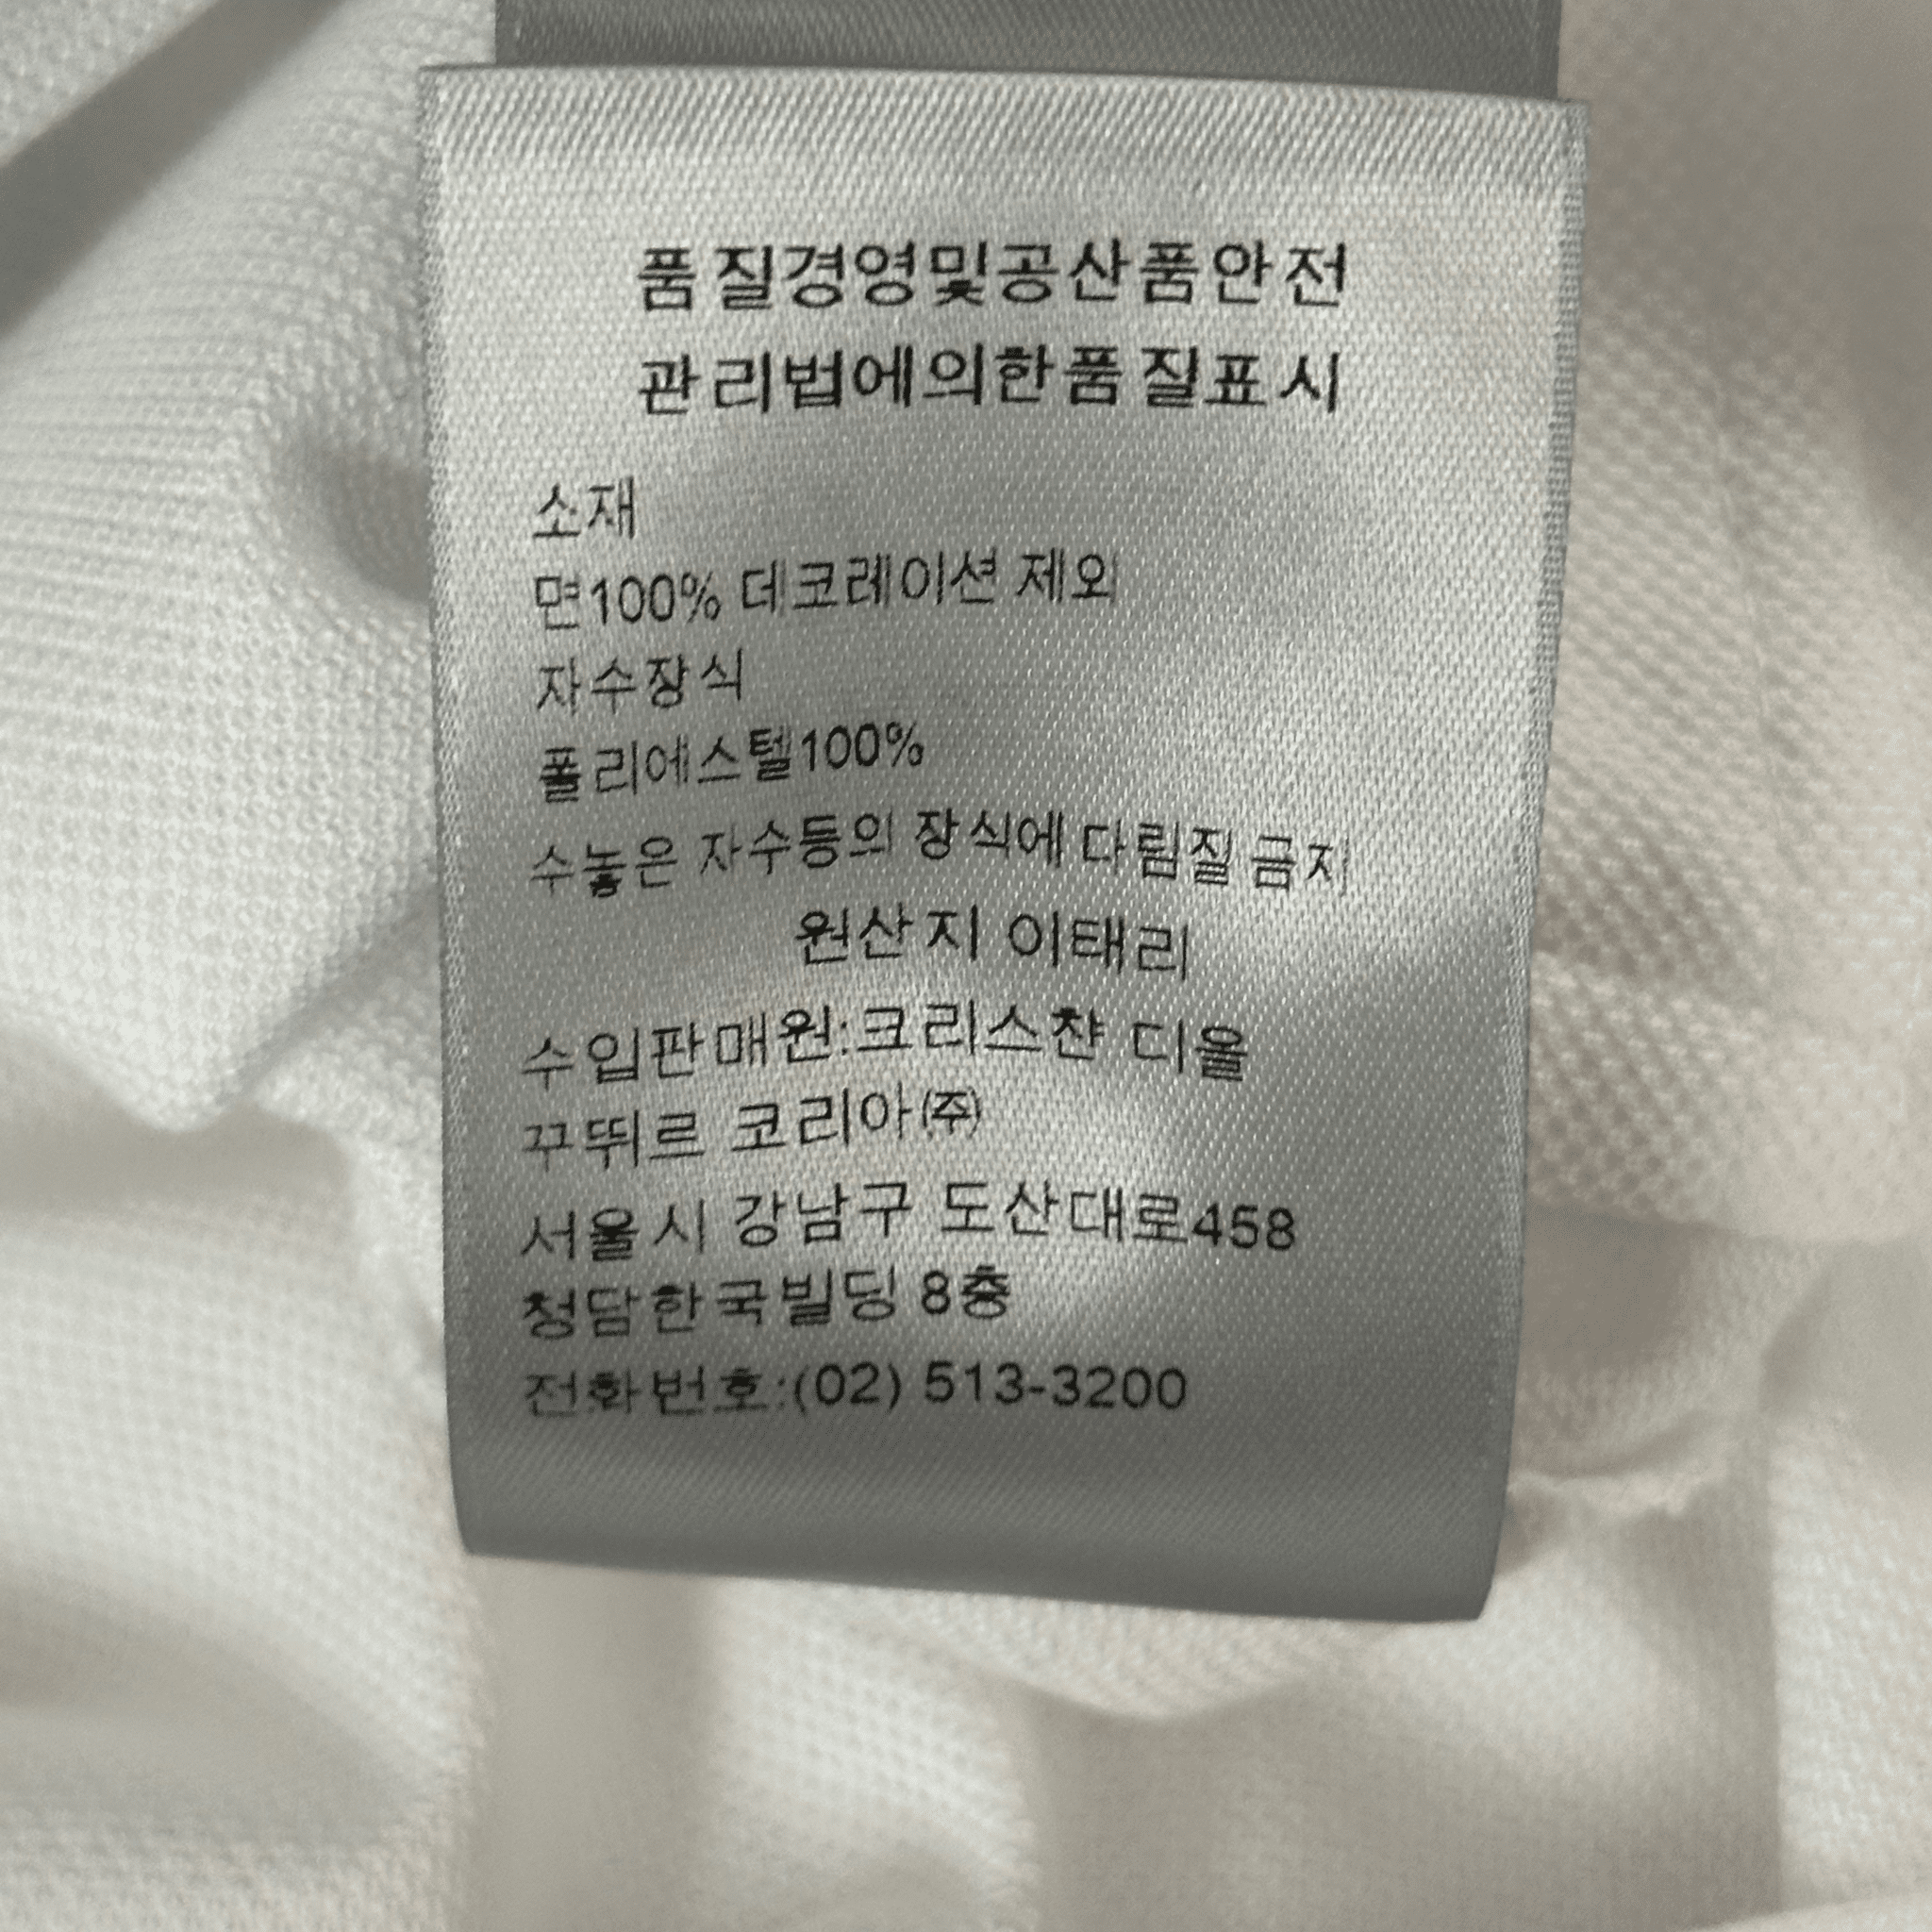 품질경영및공산품안전
관리법에의한품질표시
소재
면100% 데코레이션 제외
자수장식
폴리에스텔100%
수놓은 자수등의 장식에 다림질 금지
원산지 이태리
수입판매원:크리스챤 디올
꾸뛰르 코리아㈜
서울시 강남구 도산대로458
청담한국빌딩 8층
전화번호:(02) 513-3200